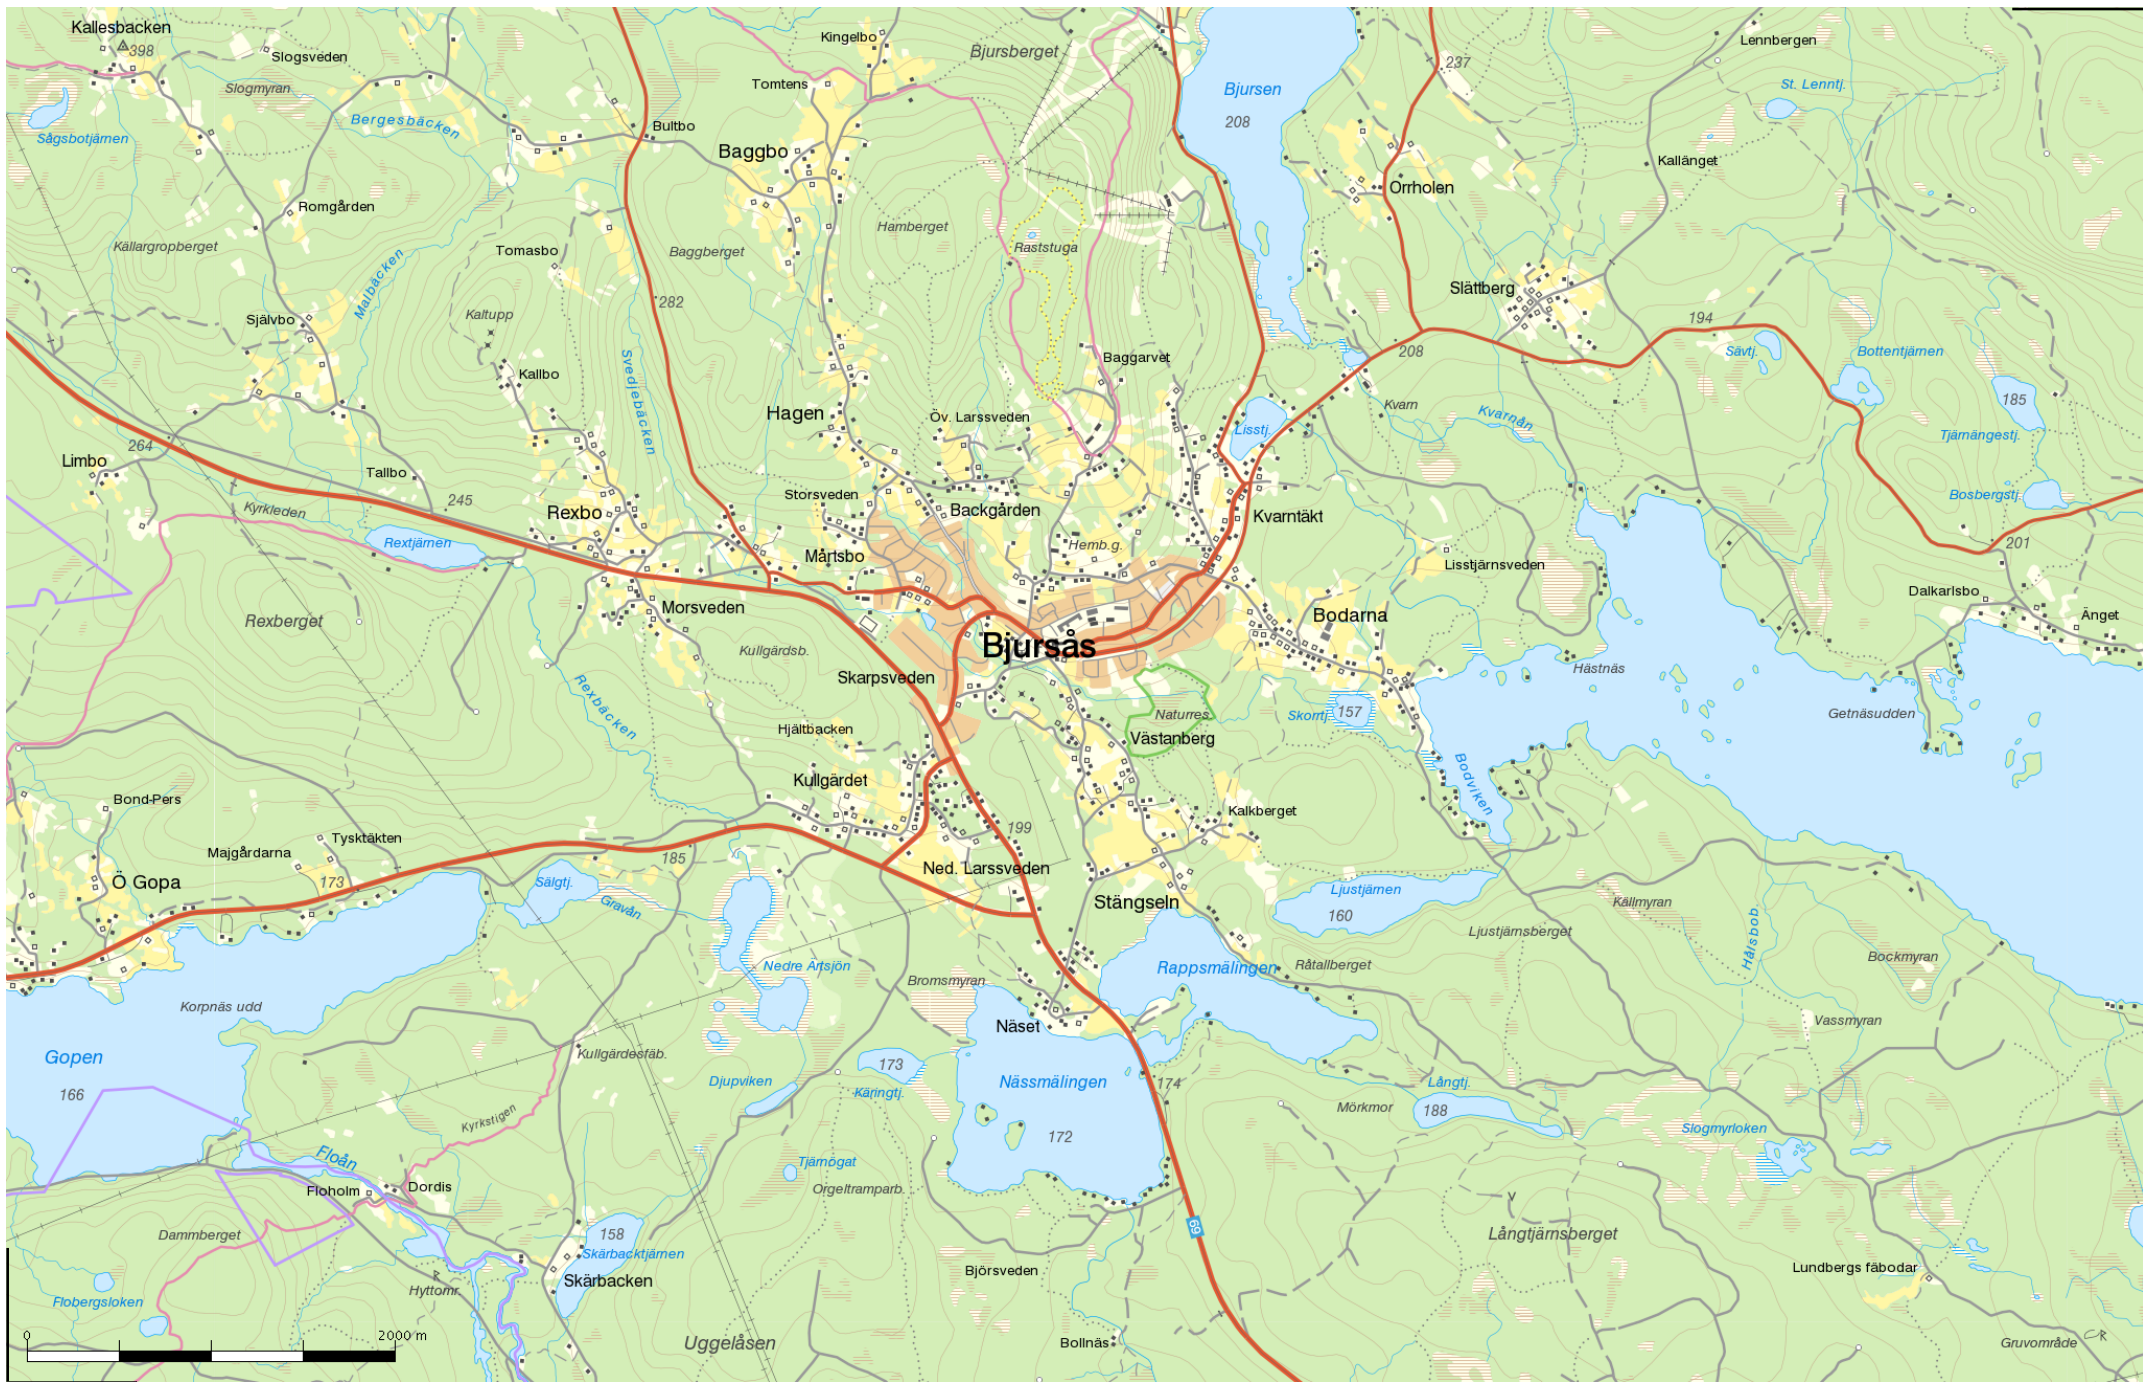 Kallesbacken
398
Slogsveden
Kingelbo
Bjursberget
237
Lennbergen
Slogmyran
Tomtens
Bjursen
208
St. Lenntj.
Sågsbotjärnen
Bergesbäcken
Bultbo
Baggbo
Kallänget
Orrholen
Romgården
Källargropberget
Malbäcken
Tomasbo
Baggberget
Hamberget
Raststuga
Slättberg
282
Självbo
Kaltupp
194
208
Sävtj.
Bottentjärnen
Svedjebäcken
Baggarvet
Kallbo
Kvarn
Kvarnån
185
Hagen
Öv. Larssveden
Lisstj.
Tjärnängestj.
264
Limbo
Tallbo
245
Storsveden
Bosbergstj.
Kyrkleden
Rexbo
Backgården
Kvarntäkt
Rextjärnen
Mårtsbo
Hemb.g.
201
Lisstjärnsveden
Dalkarlsbo
Morsveden
Bodarna
Änget
Rexberget
Bjursås
Kullgärdsb.
Skarpsveden
Hästnäs
Rexbäcken
Naturres.
Skorrtj.
157
Getnäsudden
Hjältbacken
Västanberg
Bodviken
Kullgärdet
Bond-Pers
Kalkberget
199
Tysktäkten
Majgårdarna
185
173
Ned. Larssveden
Ö Gopa
Sälgtj.
Ljustjärnen
160
Gravån
Stängseln
Källmyran
Ljustjärnsberget
Hålsbob
Nedre Ärtsjön
Rappsmälingen
Råtallberget
Bockmyran
Bromsmyran
Korpnäs udd
Näset
Vassmyran
Gopen
Kullgärdesfäb.
166
Djupviken
173
Käringtj.
Nässmälingen
174
Långtj.
Mörkmor
188
Kyrkstigen
172
Slogmyrloken
Floån
Tjärnögat
Floholm
Dordis
Orgeltramparb.
69
Dammberget
158
Skärbacktjärnen
Långtjärnsberget
Björsveden
Lundbergs fäbodar
Skärbacken
Hyttomr.
Flobergsloken
0
2000 m
Uggelåsen
Bollnäs
Gruvområde